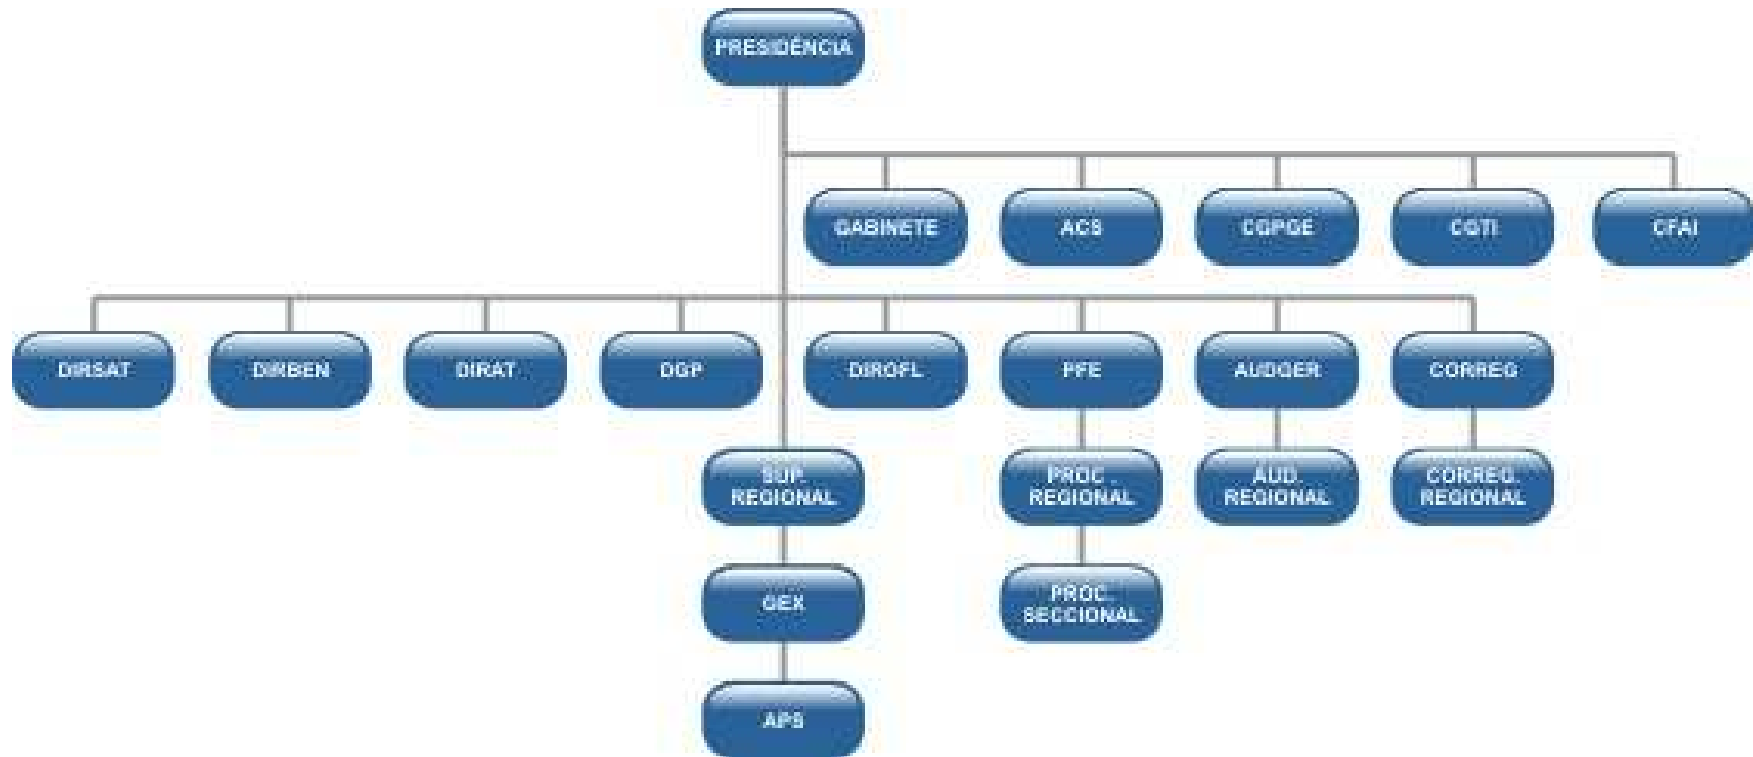 PRESIDÊNCIA
GABINETE
ACS
CGPGE
CGTI
CFAI
DIRSAT
DIRBEN
DIRAT
DGP
DIROFL
PFE
AUDGER
CORREG
SUP.
REGIONAL
PROC.
REGIONAL
AUD.
REGIONAL
CORREG.
REGIONAL
GEX
PROC.
SECCIONAL
APS